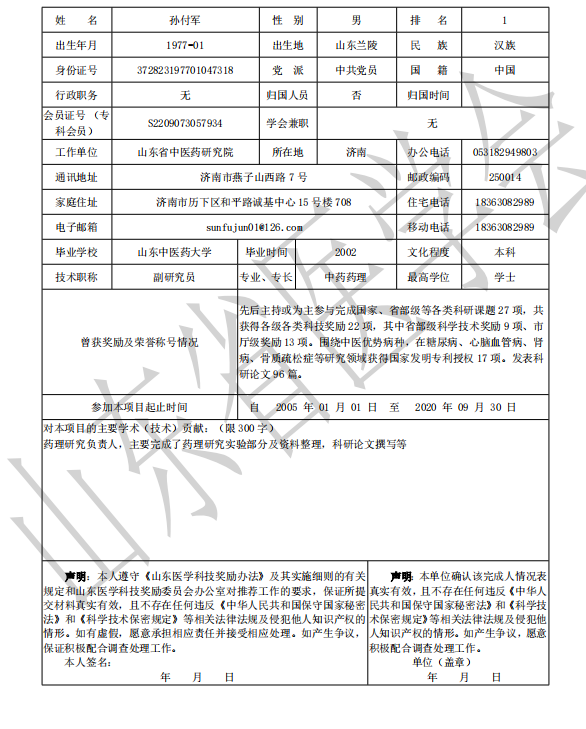 姓 名 孙付军 性 别 男 排 名 1
出生年月 1977-01 出生地 山东兰陵 民 族 汉族
身份证号 372823197701047318 党 派 中共党员 国 籍 中国
行政职务 无 归国人员 否 归国时间
会员证号 （专科会员） S2209073057934 学会兼职 无
工作单位 山东省中医药研究院 所在地 济南 办公电话 053182949803
通讯地址 济南市燕子山西路 7 号 邮政编码 250014
家庭住址 济南市历下区和平路诚基中心 15 号楼 708 住宅电话 18363082989
电子邮箱 sunfujun01@126.com 移动电话 18363082989
毕业学校 山东中医药大学 毕业时间 2002 文化程度 本科
技术职称 副研究员 专业、专长 中药药理 最高学位 学士
曾获奖励及荣誉称号情况
先后主持或为主参与完成国家、省部级等各类科研课题 27 项，共
获得各级各类科技奖励 22 项，其中省部级科学技术奖励 9 项、市
厅级奖励 13 项。围绕中医优势病种，在糖尿病、心脑血管病、肾
病、骨质疏松症等研究领域获得国家发明专利授权 17 项。发表科
研论文 96 篇。
参加本项目起止时间 自 2005 年 01 月 01 日 至 2020 年 09 月 30 日
对本项目的主要学术（技术）贡献：（限 300 字）
药理研究负责人，主要完成了药理研究实验部分及资料整理，科研论文撰写等
声明：本人遵守《山东医学科技奖励办法》及其实施细则的有关
规定和山东医学科技奖励委员会办公室对推荐工作的要求，保证所提
交材料真实有效，且不存在任何违反《中华人民共和国保守国家秘密
法》和《科学技术保密规定》等相关法律法规及侵犯他人知识产权的
情形。如有虚假，愿意承担相应责任并接受相应处理。如产生争议，
保证积极配合调查处理工作。
本人签名：
年 月 日
声明：本单位确认该完成人情况表
真实有效，且不存在任何违反《中华人
民共和国保守国家秘密法》和《科学技
术保密规定》等相关法律法规及侵犯他
人知识产权的情形。如产生争议，愿意
积极配合调查处理工作。
单位（盖章）
年 月 日
山东省医学会